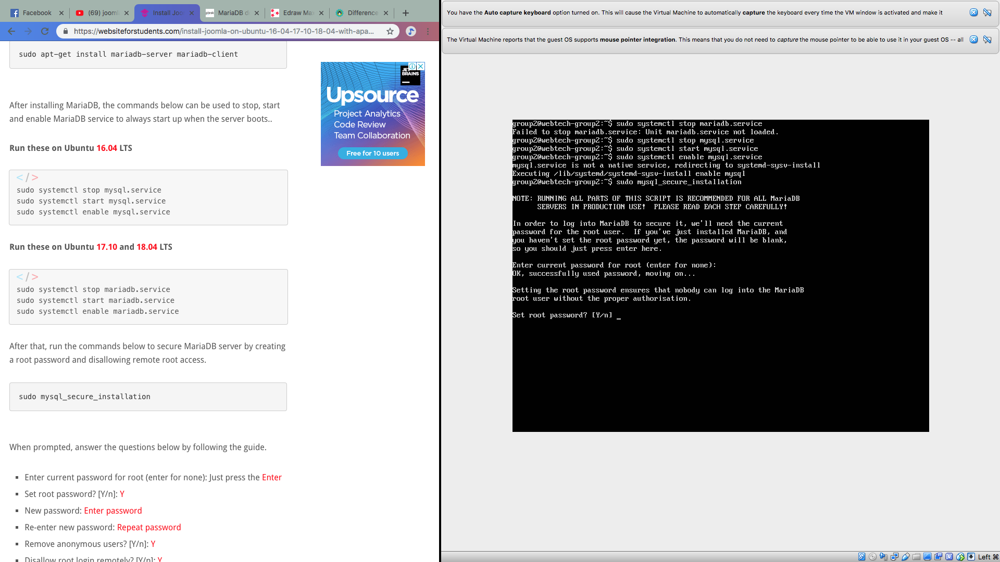 Facebook
(69) jooml
Install Joo
plesk MariaDB d
Edraw Max
Difference
https://websiteforstudents.com/install-joomla-on-ubuntu-16-04-17-10-18-04-with-apa...
sudo apt-get install mariadb-server mariadb-client
After installing MariaDB, the commands below can be used to stop, start
and enable MariaDB service to always start up when the server boots..
Run these on Ubuntu 16.04 LTS
</>
sudo systemctl stop mysql.service
sudo systemctl start mysql.service
sudo systemctl enable mysql.service
Run these on Ubuntu 17.10 and 18.04 LTS
</>
sudo systemctl stop mariadb.service
sudo systemctl start mariadb.service
sudo systemctl enable mariadb.service
After that, run the commands below to secure MariaDB server by creating
a root password and disallowing remote root access.
sudo mysql_secure_installation
When prompted, answer the questions below by following the guide.
Enter current password for root (enter for none): Just press the Enter
Set root password? [Y/n]: Y
New password: Enter password
Re-enter new password: Repeat password
Remove anonymous users? [Y/n]: Y
Disallow root login remotely? [Y/n]: Y
JET
BRAINS
Upsource
Project Analytics
Code Review
Team Collaboration
Free for 10 users
You have the Auto capture keyboard option turned on. This will cause the Virtual Machine to automatically capture the keyboard every time the VM window is activated and make it
The Virtual Machine reports that the guest OS supports mouse pointer integration. This means that you do not need to capture the mouse pointer to be able to use it in your guest OS -- all
group2@webtech-group2:~$ sudo systemctl stop mariadb.service
Failed to stop mariadb.service: Unit mariadb.service not loaded.
group2@webtech-group2:~$ sudo systemctl stop mysql.service
group2@webtech-group2:~$ sudo systemctl start mysql.service
group2@webtech-group2:~$ sudo systemctl enable mysql.service
mysql.service is not a native service, redirecting to systemd-sysv-install
Executing /lib/systemd/systemd-sysv-install enable mysql
group2@webtech-group2:~$ sudo mysql_secure_installation
NOTE: RUNNING ALL PARTS OF THIS SCRIPT IS RECOMMENDED FOR ALL MariaDB
SERVERS IN PRODUCTION USE!  PLEASE READ EACH STEP CAREFULLY!
In order to log into MariaDB to secure it, we'll need the current
password for the root user.  If you've just installed MariaDB, and
you haven't set the root password yet, the password will be blank,
so you should just press enter here.
Enter current password for root (enter for none):
OK, successfully used password, moving on...
Setting the root password ensures that nobody can log into the MariaDB
root user without the proper authorisation.
Set root password? [Y/n] _
Left ⌘